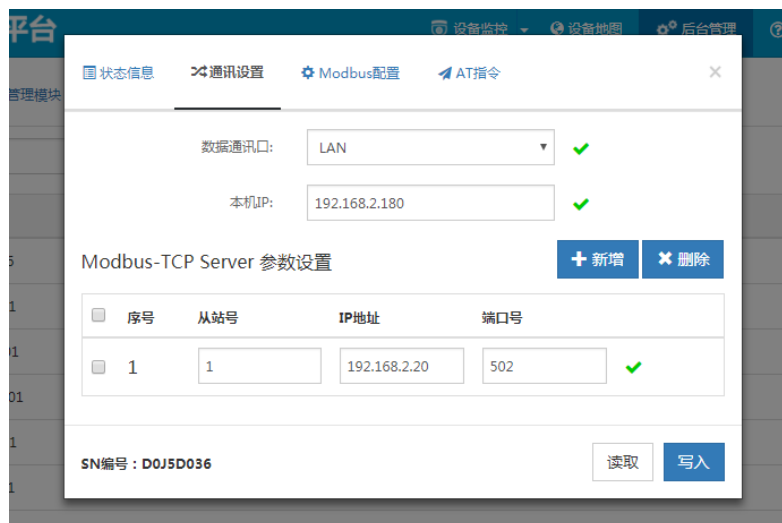 平台
设备监控 设备地图 后台管理
状态信息 通讯设置 Modbus配置 AT指令 ×
管理模块
数据通讯口: LAN
本机IP: 192.168.2.180
Modbus-TCP Server 参数设置 新增 删除
序号 从站号 IP地址 端口号
1 1 192.168.2.20 502
SN编号：D0J5D036 读取 写入
5
1
01
01
1
1